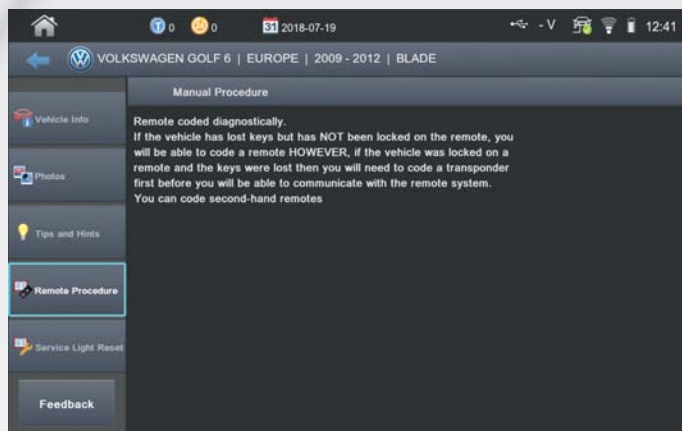 0 0 31 2018-07-19 - V 12:41
VOLKSWAGEN GOLF 6 | EUROPE | 2009 - 2012 | BLADE
Manual Procedure
Vehicle Info
Photos
Tips and Hints
Remote Procedure
Service Light Reset
Feedback
Remote coded diagnostically.
If the vehicle has lost keys but has NOT been locked on the remote, you
will be able to code a remote HOWEVER, if the vehicle was locked on a
remote and the keys were lost then you will need to code a transponder
first before you will be able to communicate with the remote system.
You can code second-hand remotes